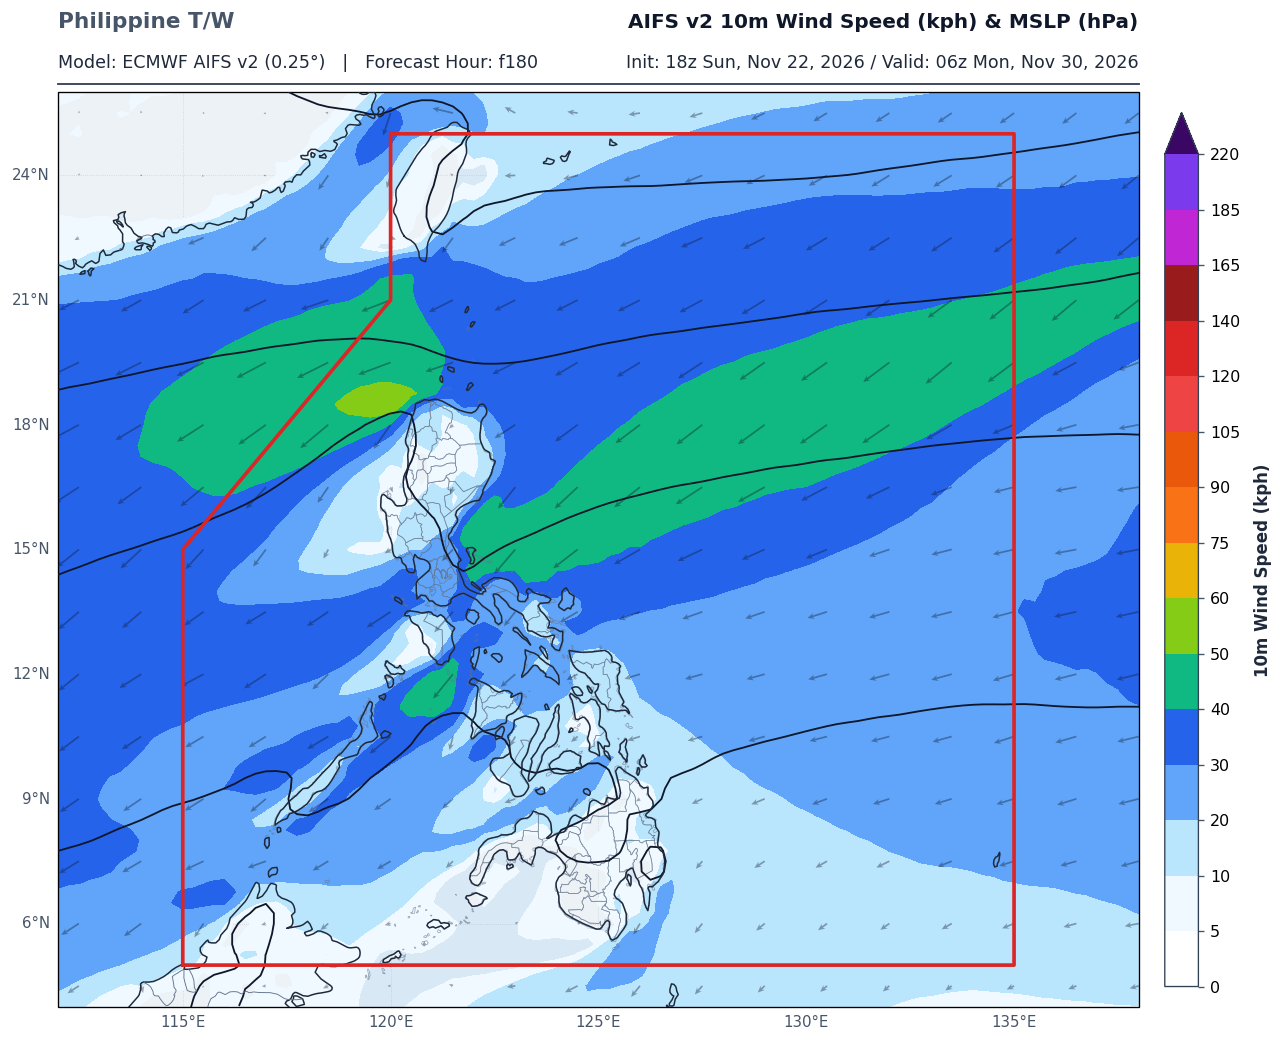 Philippine T/W
AIFS v2 10m Wind Speed (kph) & MSLP (hPa)
Model: ECMWF AIFS v2 (0.25°) | Forecast Hour: f180
Init: 18z Sun, Nov 22, 2026 / Valid: 06z Mon, Nov 30, 2026
24°N
21°N
18°N
15°N
12°N
9°N
6°N
115°E
120°E
125°E
130°E
135°E
220
185
165
140
120
105
90
75
60
50
40
30
20
10
5
0
10m Wind Speed (kph)